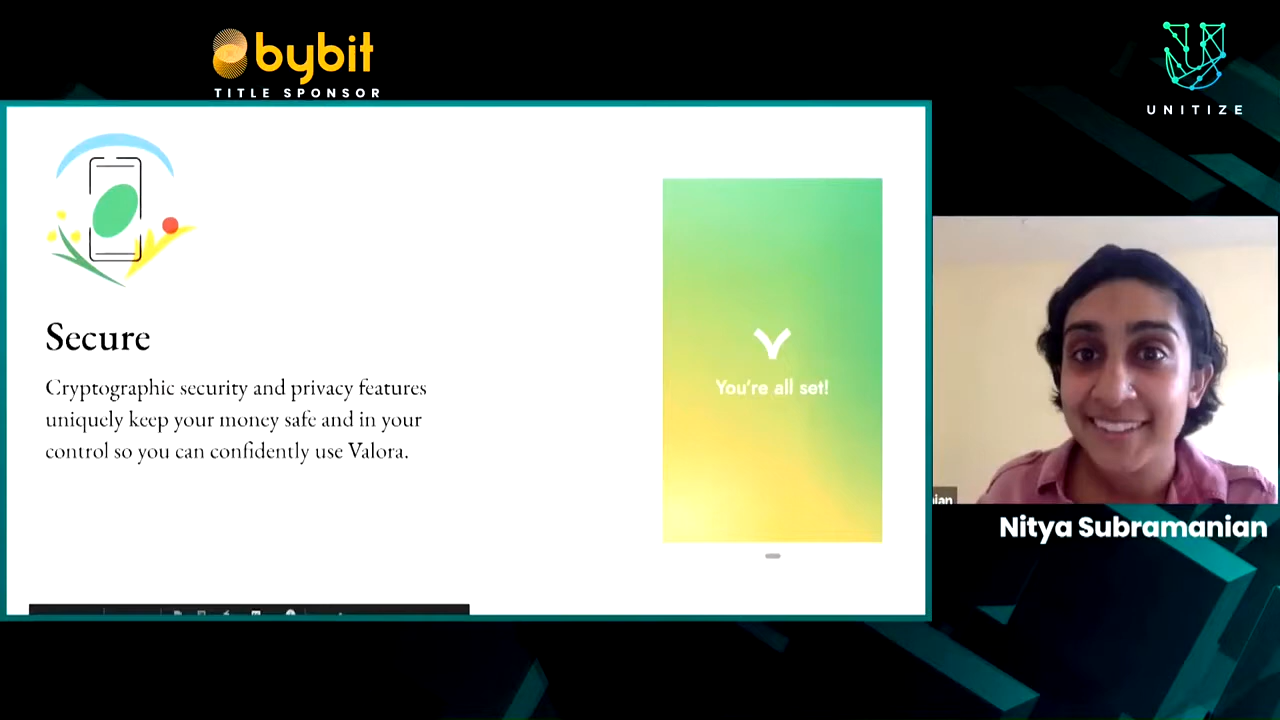 bybit
TITLE SPONSOR
UNITIZE
Secure
Cryptographic security and privacy features
uniquely keep your money safe and in your
control so you can confidently use Valora.
You're all set!
Nitya Subramanian